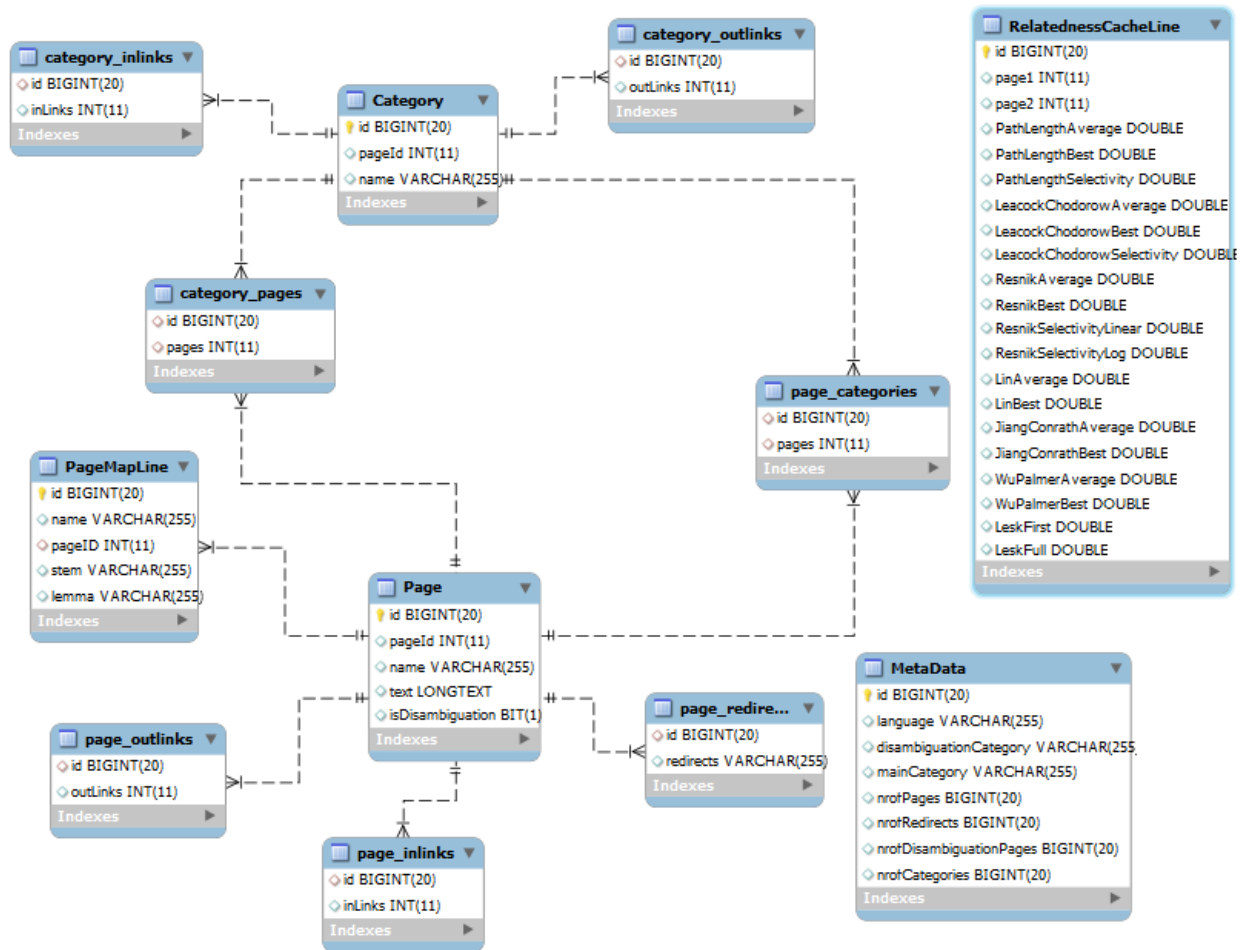 category_inlinks
id BIGINT(20)
inLinks INT(11)
Indexes
Category
id BIGINT(20)
pageId INT(11)
name VARCHAR(255)
Indexes
category_outlinks
id BIGINT(20)
outLinks INT(11)
Indexes
RelatednessCacheLine
id BIGINT(20)
page1 INT(11)
page2 INT(11)
PathLengthAverage DOUBLE
PathLengthBest DOUBLE
PathLengthSelectivity DOUBLE
LeacockChodorowAverage DOUBLE
LeacockChodorowBest DOUBLE
LeacockChodorowSelectivity DOUBLE
ResnikAverage DOUBLE
ResnikBest DOUBLE
ResnikSelectivityLinear DOUBLE
ResnikSelectivityLog DOUBLE
LinAverage DOUBLE
LinBest DOUBLE
JiangConrathAverage DOUBLE
JiangConrathBest DOUBLE
WuPalmerAverage DOUBLE
WuPalmerBest DOUBLE
LeskFirst DOUBLE
LeskFull DOUBLE
Indexes
category_pages
id BIGINT(20)
pages INT(11)
Indexes
page_categories
id BIGINT(20)
pages INT(11)
Indexes
PageMapLine
id BIGINT(20)
name VARCHAR(255)
pageID INT(11)
stem VARCHAR(255)
lemma VARCHAR(255)
Indexes
Page
id BIGINT(20)
pageId INT(11)
name VARCHAR(255)
text LONGTEXT
isDisambiguation BIT(1)
Indexes
page_outlinks
id BIGINT(20)
outLinks INT(11)
Indexes
page_redire...
id BIGINT(20)
redirects VARCHAR(255)
Indexes
page_inlinks
id BIGINT(20)
inLinks INT(11)
Indexes
MetaData
id BIGINT(20)
language VARCHAR(255)
disambiguationCategory VARCHAR(255
mainCategory VARCHAR(255)
nrofPages BIGINT(20)
nrofRedirects BIGINT(20)
nrofDisambiguationPages BIGINT(20)
nrofCategories BIGINT(20)
Indexes